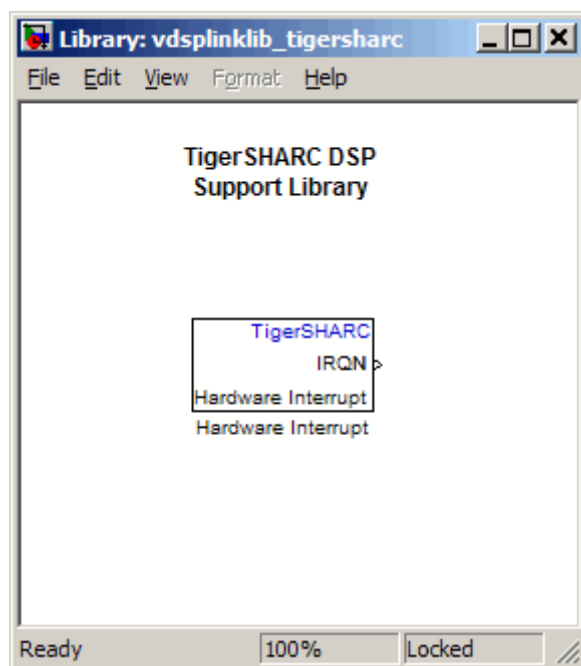 Library: vdsplinklib_tigersharc
File Edit View Format Help
TigerSHARC DSP
Support Library
TigerSHARC
IRQN
Hardware Interrupt
Hardware Interrupt
Ready 100% Locked